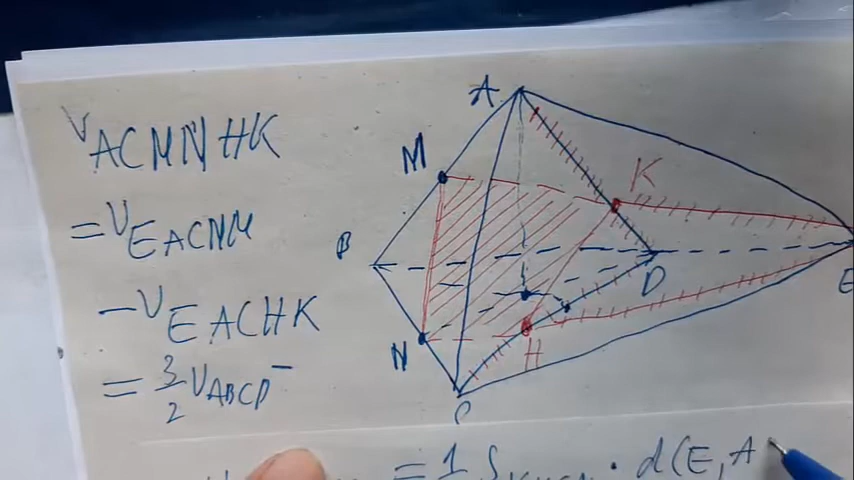 V ACMNHK
= V EACNM
- V EACHK
= 3/2 V ABCD -
A
M
K
B
D
E
N
H
C
= 1 S . d(E, A